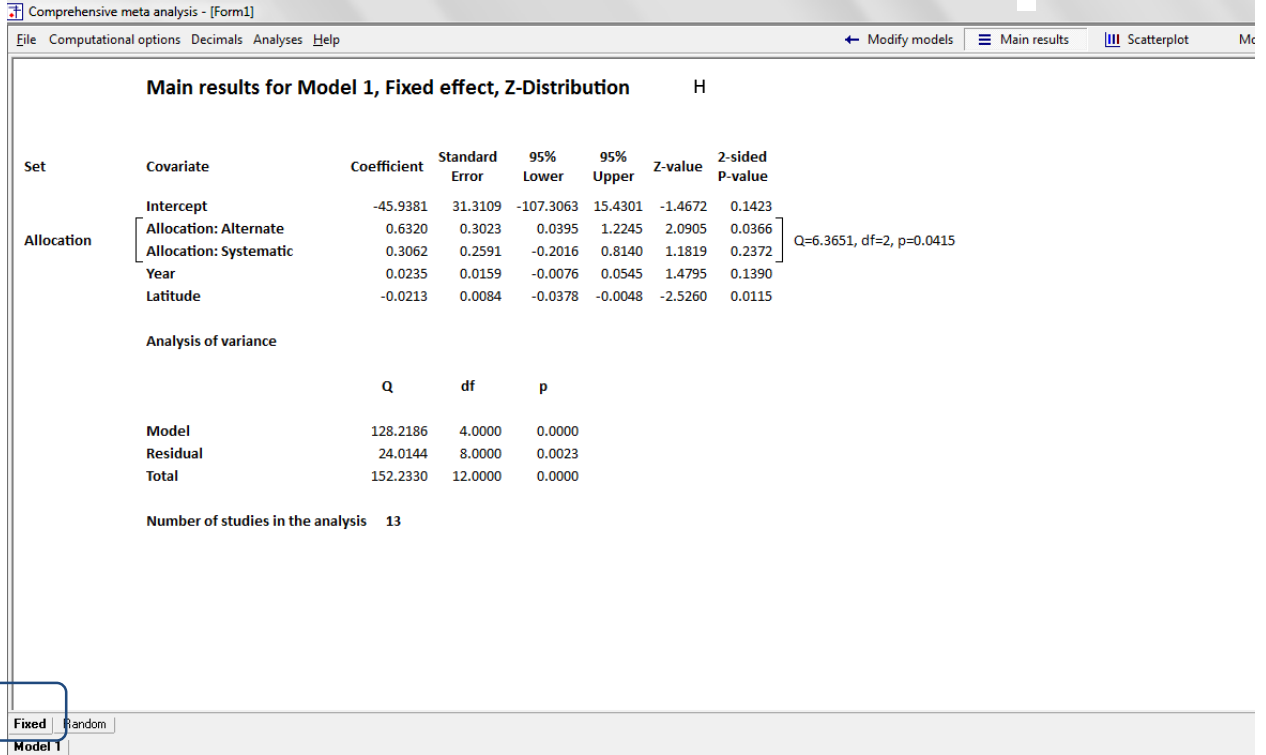 Comprehensive meta analysis - [Form1]
File Computational options Decimals Analyses Help ← Modify models Main results Scatterplot Mo
Main results for Model 1, Fixed effect, Z-Distribution H
Set Covariate Coefficient Standard Error 95% Lower 95% Upper Z-value 2-sided P-value
Intercept -45.9381 31.3109 -107.3063 15.4301 -1.4672 0.1423
Allocation: Alternate 0.6320 0.3023 0.0395 1.2245 2.0905 0.0366
Allocation Q=6.3651, df=2, p=0.0415
Allocation: Systematic 0.3062 0.2591 -0.2016 0.8140 1.1819 0.2372
Year 0.0235 0.0159 -0.0076 0.0545 1.4795 0.1390
Latitude -0.0213 0.0084 -0.0378 -0.0048 -2.5260 0.0115
Analysis of variance
Q df p
Model 128.2186 4.0000 0.0000
Residual 24.0144 8.0000 0.0023
Total 152.2330 12.0000 0.0000
Number of studies in the analysis 13
Fixed Random
Model 1